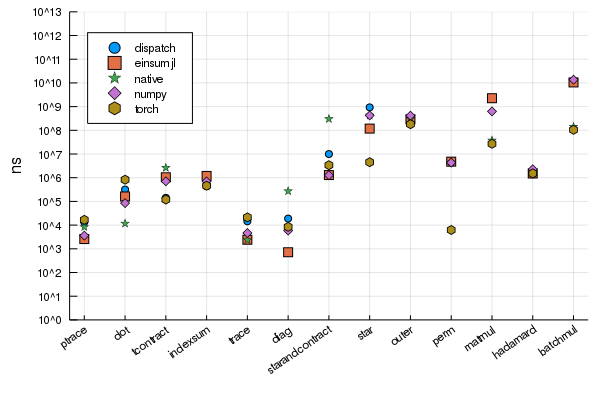 10^13
10^12
10^11
10^10
10^9
10^8
10^7
10^6
10^5
10^4
10^3
10^2
10^1
10^0
ns
dispatch
einsum jl
native
numpy
torch
ptrace
dot
tcontract
indexsum
trace
diag
starandcontract
star
outer
perm
matmul
hadamard
batchmul